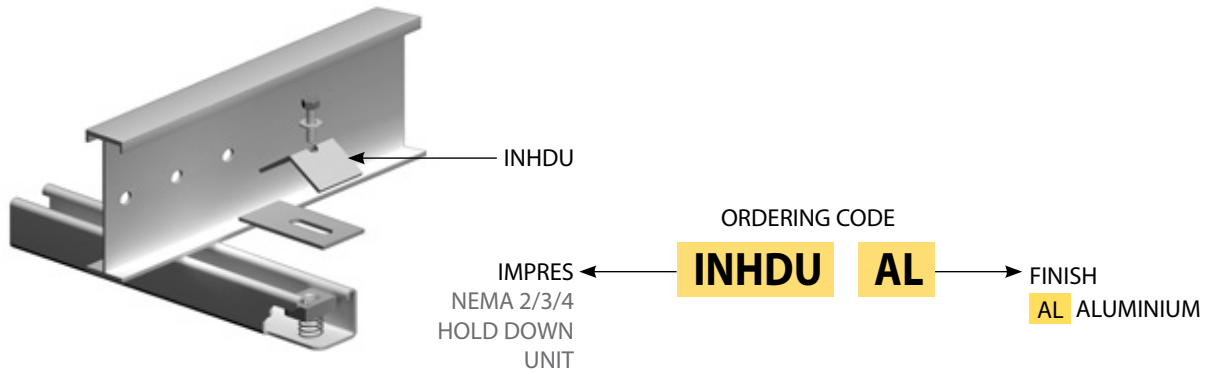 INHDU
ORDERING CODE
INHDU AL
IMPRES
NEMA 2/3/4
HOLD DOWN
UNIT
FINISH
AL ALUMINIUM